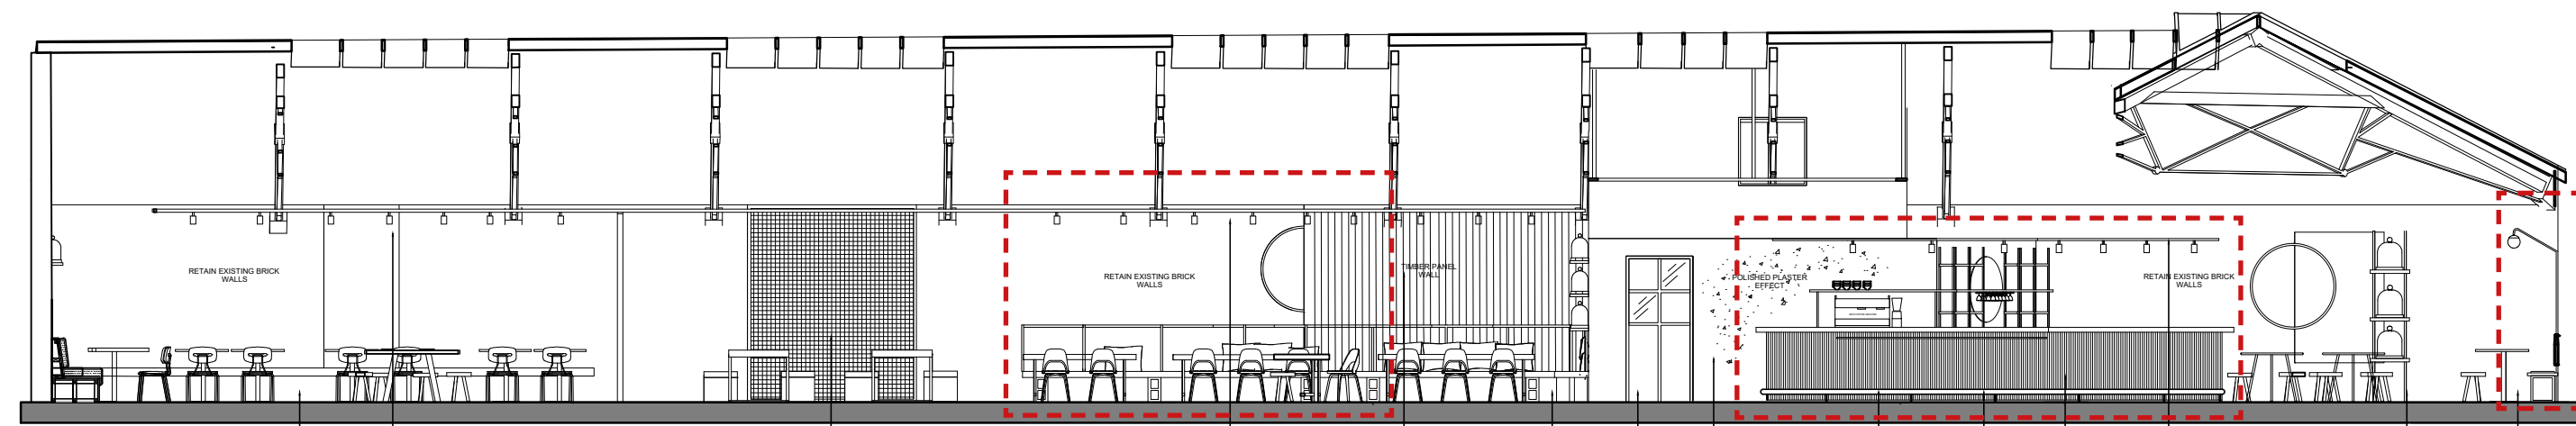 RETAIN EXISTING BRICK
WALLS
RETAIN EXISTING BRICK
WALLS
TIMBER PANEL
WALL
POLISHED PLASTER
EFFECT
RETAIN EXISTING BRICK
WALLS